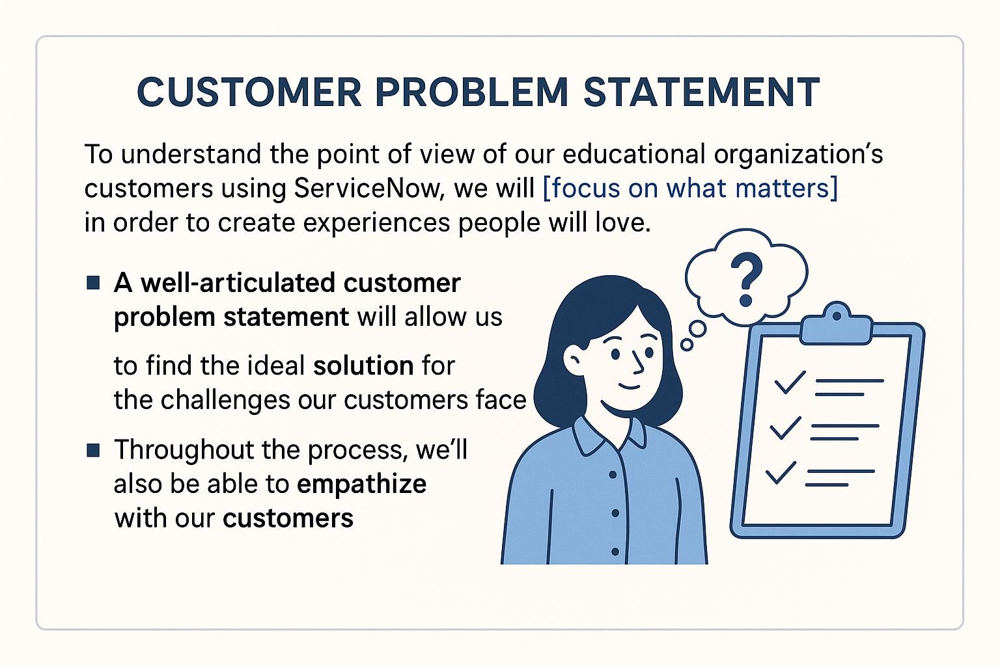 CUSTOMER PROBLEM STATEMENT
To understand the point of view of our educational organization’s
customers using ServiceNow, we will [focus on what matters]
in order to create experiences people will love.
?
■ A well-articulated customer
problem statement will allow us
to find the ideal solution for
the challenges our customers face
■ Throughout the process, we’ll
also be able to empathize
with our customers